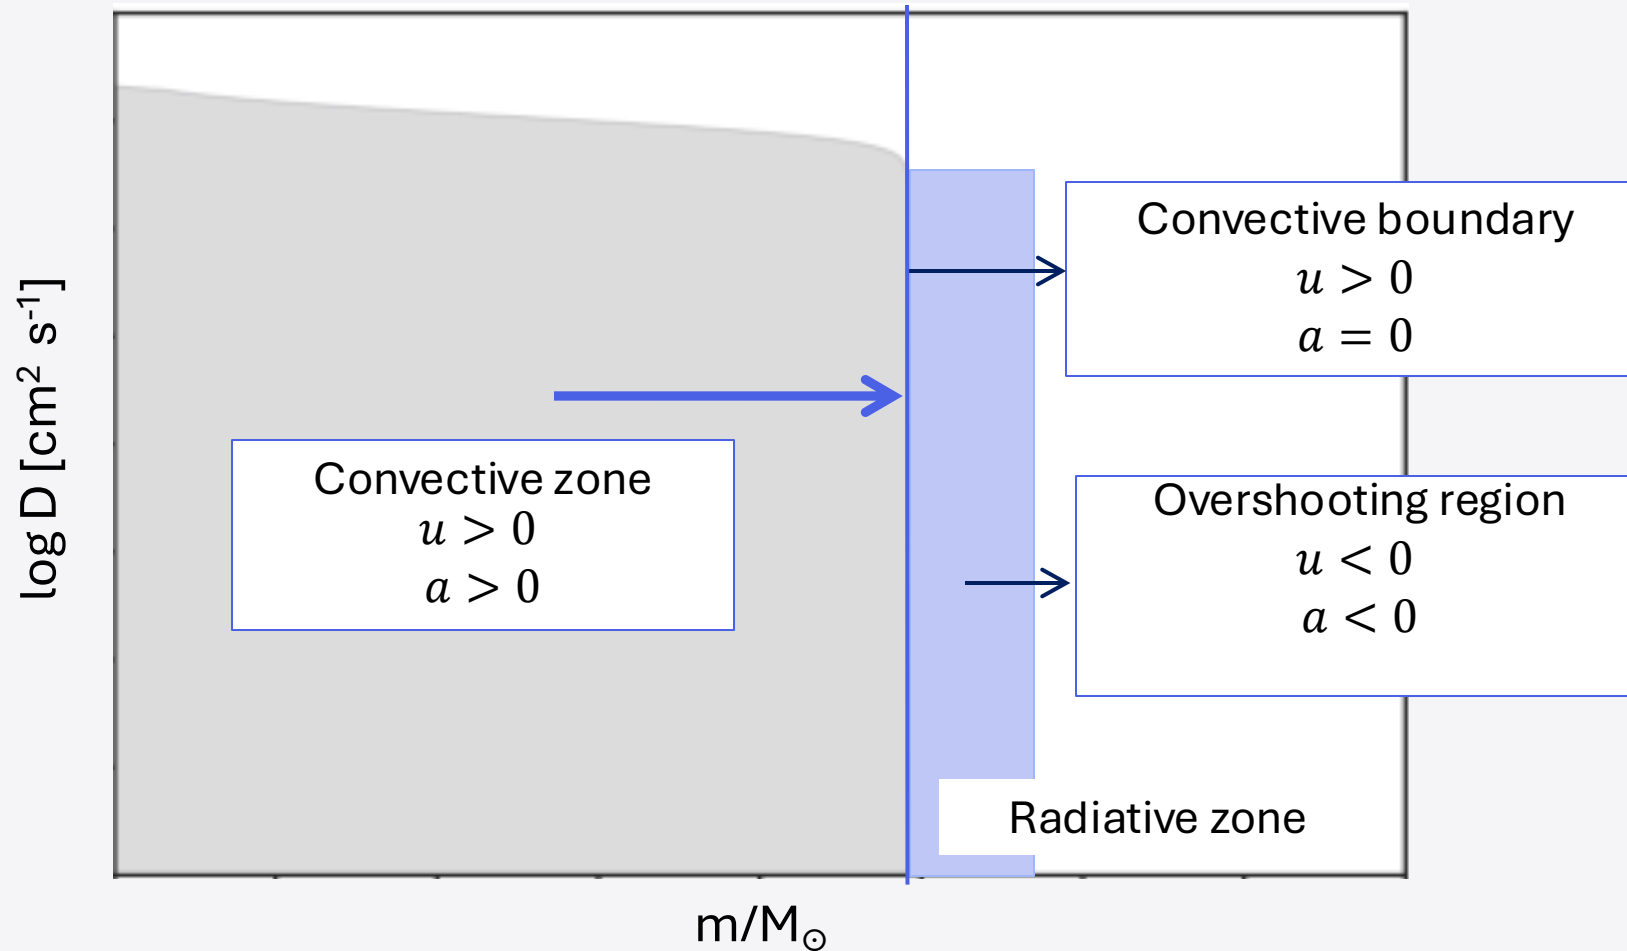 log D [cm² s⁻¹]
Convective boundary
u > 0
a = 0
Convective zone
u > 0
a > 0
Overshooting region
u < 0
a < 0
Radiative zone
m/M☉